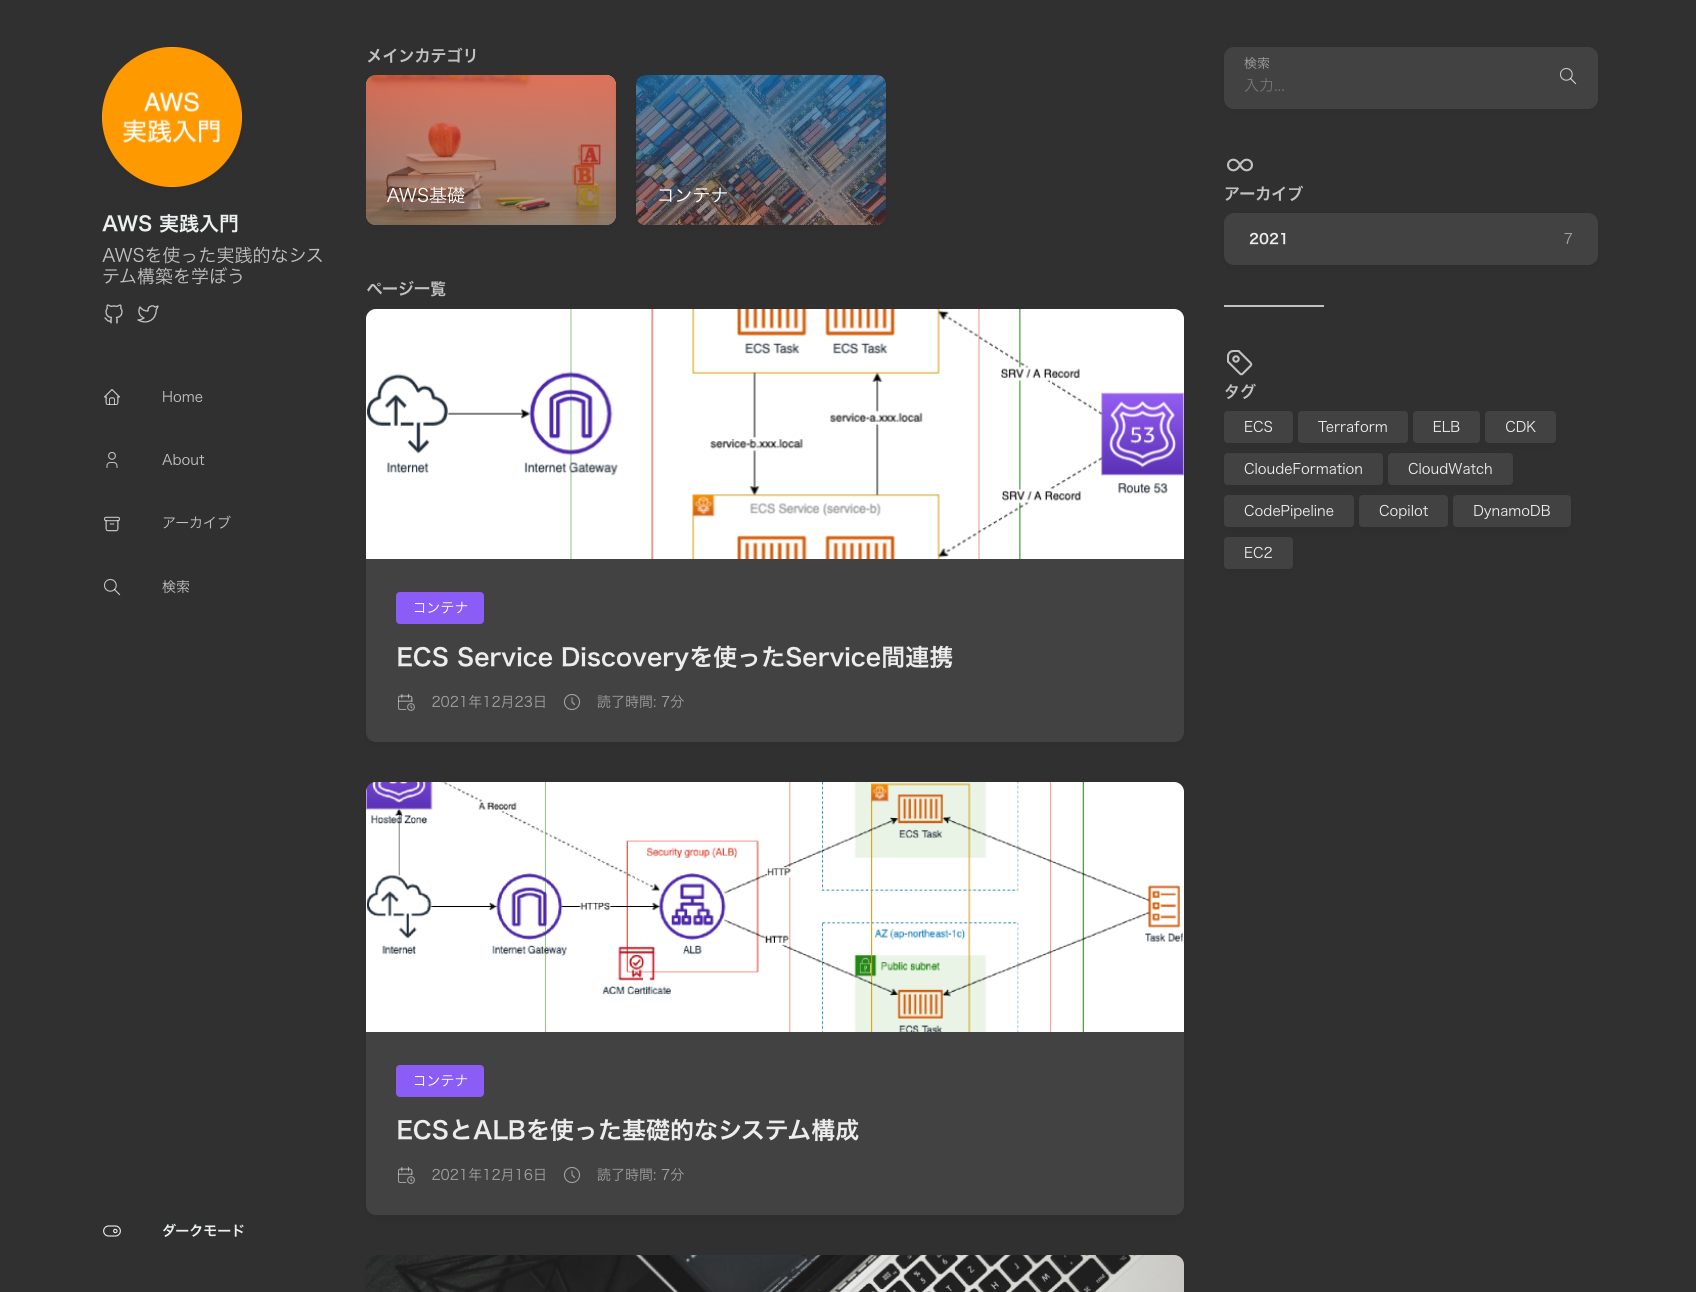 AWS
実践入門
AWS 実践入門
AWSを使った実践的なシス
テム構築を学ぼう
Home
About
アーカイブ
検索
ダークモード
メインカテゴリ
AWS基礎
コンテナ
ページ一覧
ECS Task
ECS Task
SRV / A Record
service-a.xxx.local
service-b.xxx.local
53
Internet
Internet Gateway
Route 53
SRV / A Record
ECS Service (service-b)
コンテナ
ECS Service Discoveryを使ったService間連携
2021年12月23日
読了時間: 7分
A Record
Hosted Zone
ECS Task
Security group (ALB)
HTTP
HTTPS
HTTP
AZ (ap-northeast-1c)
Task Def
Internet
Internet Gateway
ALB
Public subnet
ACM Certificate
ECS Task
コンテナ
ECSとALBを使った基礎的なシステム構成
2021年12月16日
読了時間: 7分
検索
入力...
アーカイブ
2021
7
タグ
ECS
Terraform
ELB
CDK
CloudeFormation
CloudWatch
CodePipeline
Copilot
DynamoDB
EC2